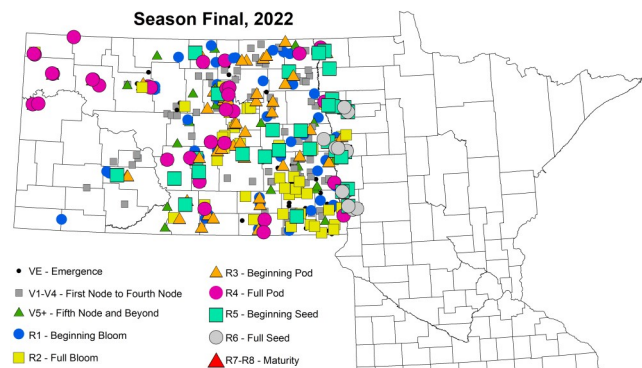 Season Final, 2022
VE - Emergence
V1-V4 - First Node to Fourth Node
V5+ - Fifth Node and Beyond
R1 - Beginning Bloom
R2 - Full Bloom
R3 - Beginning Pod
R4 - Full Pod
R5 - Beginning Seed
R6 - Full Seed
R7-R8 - Maturity